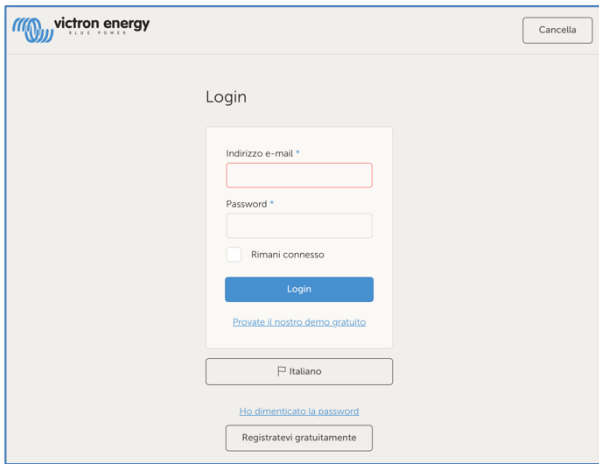 victron energy
BLUE POWER
Cancella
Login
Indirizzo e-mail *
Password *
Rimani connesso
Login
Provate il nostro demo gratuito
Italiano
Ho dimenticato la password
Registratevi gratuitamente